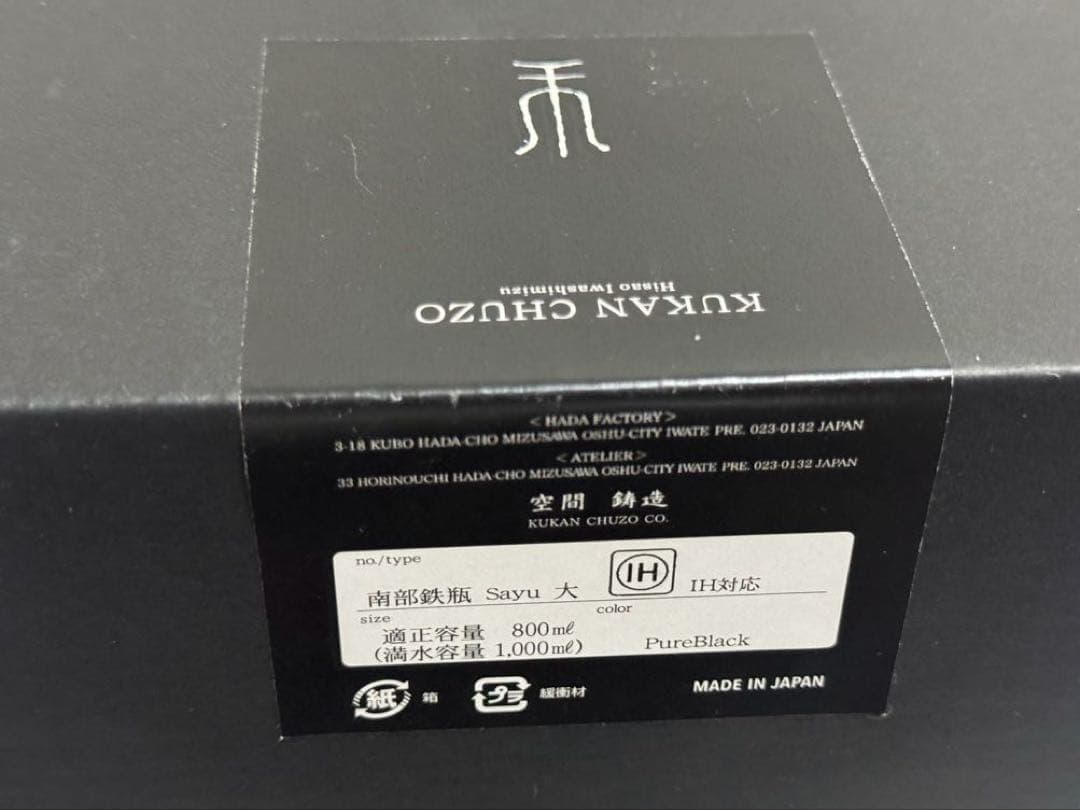 KUKAN CHUZO
Hisao Iwashimizu
< HADA FACTORY >
3-18 KUBO HADA-CHO MIZUSAWA OSHU-CITY IWATE PRE. 023-0132 JAPAN
< ATELIER >
33 HORINOUCHI HADA-CHO MIZUSAWA OSHU-CITY IWATE PRE. 023-0132 JAPAN
空間 鋳造
KUKAN CHUZO CO.
no./type
南部鉄瓶 Sayu 大 IH IH対応
size color
適正容量 800㎖ PureBlack
(満水容量 1,000㎖)
紙 箱 プラ 緩衝材 MADE IN JAPAN